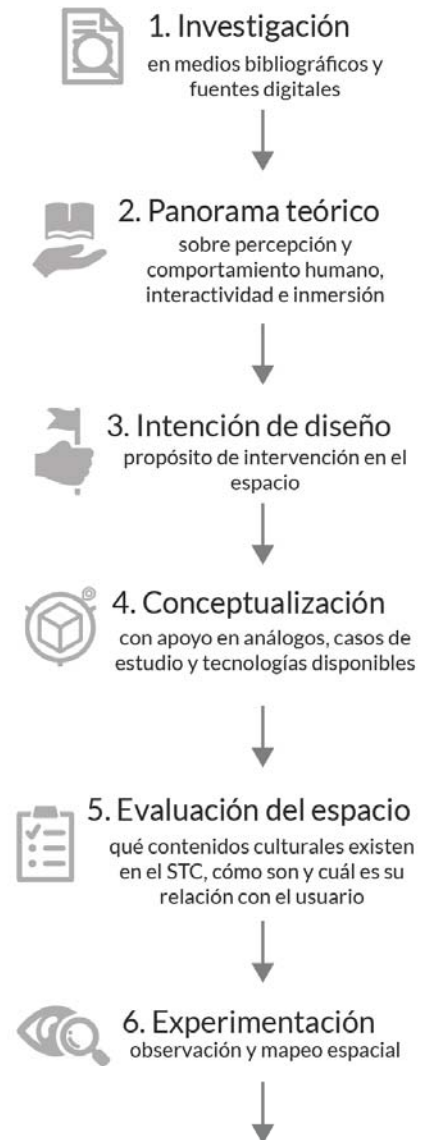 1. Investigación
en medios bibliográficos y
fuentes digitales
2. Panorama teórico
sobre percepción y
comportamiento humano,
interactividad e inmersión
3. Intención de diseño
propósito de intervención en el
espacio
4. Conceptualización
con apoyo en análogos, casos de
estudio y tecnologías disponibles
5. Evaluación del espacio
qué contenidos culturales existen
en el STC, cómo son y cuál es su
relación con el usuario
6. Experimentación
observación y mapeo espacial